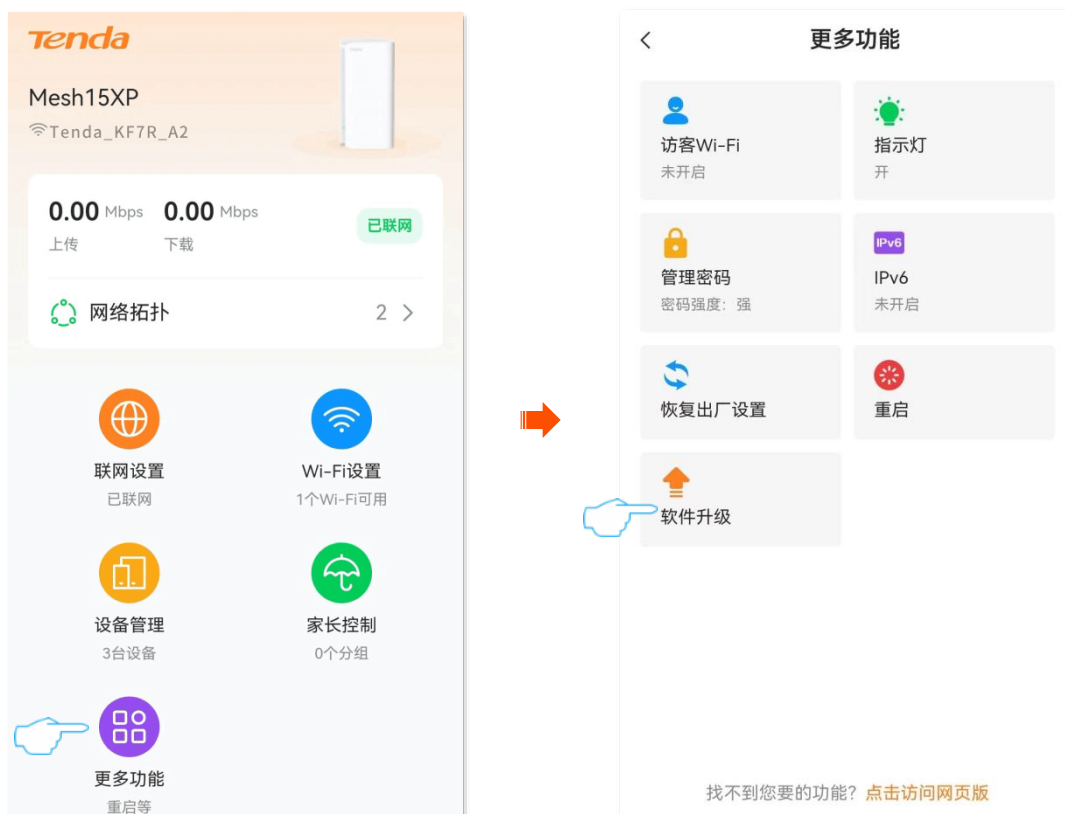 Tenda
Mesh15XP
Tenda_KF7R_A2
0.00 Mbps 0.00 Mbps
上传 下载
已联网
网络拓扑 2
联网设置 Wi-Fi设置
已联网 1个Wi-Fi可用
设备管理 家长控制
3台设备 0个分组
更多功能
重启等
更多功能
访客Wi-Fi 指示灯
未开启 开
IPv6
管理密码 IPv6
密码强度：强 未开启
恢复出厂设置 重启
软件升级
找不到您要的功能？点击访问网页版